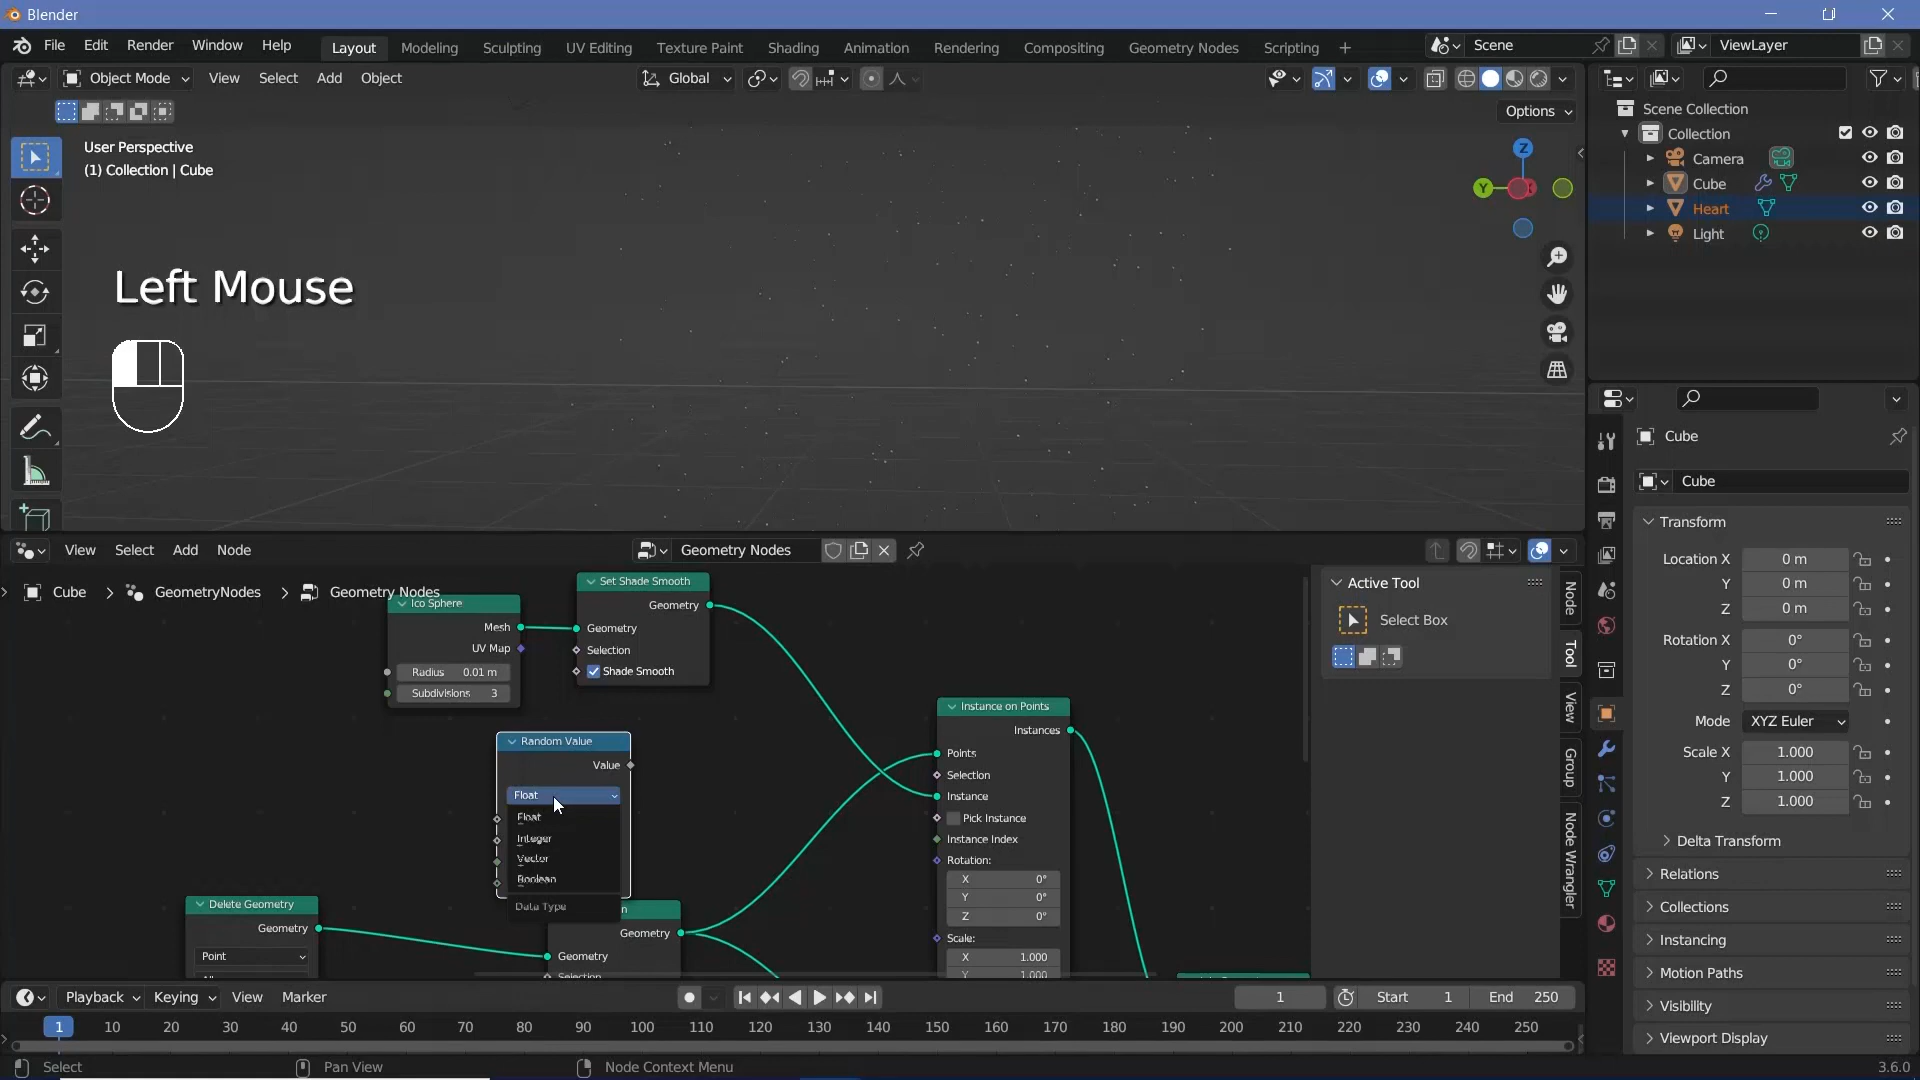 Blender
File Edit Render Window Help
Layout Modeling Sculpting UV Editing Texture Paint Shading Animation Rendering Compositing Geometry Nodes Scripting +
Scene
ViewLayer
Object Mode View Select Add Object
Global
Options
User Perspective
(1) Collection | Cube
Z
Y
Left Mouse
Scene Collection
Collection
Camera
Cube
Heart
Light
Cube
Cube
Transform
Location X 0 m
Y 0 m
Z 0 m
Rotation X 0°
Y 0°
Z 0°
Mode XYZ Euler
Scale X 1.000
Y 1.000
Z 1.000
Delta Transform
Relations
Collections
Instancing
Motion Paths
Visibility
Viewport Display
View Select Add Node
Geometry Nodes
Cube > GeometryNodes > Geometry Nodes
Ico Sphere
Mesh
UV Map
Radius 0.01 m
Subdivisions 3
Set Shade Smooth
Geometry
Geometry
Selection
Shade Smooth
Random Value
Value
Float
Float
Integer
Vector
Boolean
Data Type
Delete Geometry
Geometry
Point
n
Geometry
Geometry
Selection
Instance on Points
Instances
Points
Selection
Instance
Pick Instance
Instance Index
Rotation:
X 0°
Y 0°
Z 0°
Scale:
X 1.000
Y 1.000
Active Tool
Select Box
Node
Tool
View
Group
Node Wrangler
Playback Keying View Marker
1
Start 1
End 250
1 10 20 30 40 50 60 70 80 90 100 110 120 130 140 150 160 170 180 190 200 210 220 230 240 250
Select
Pan View
Node Context Menu
3.6.0